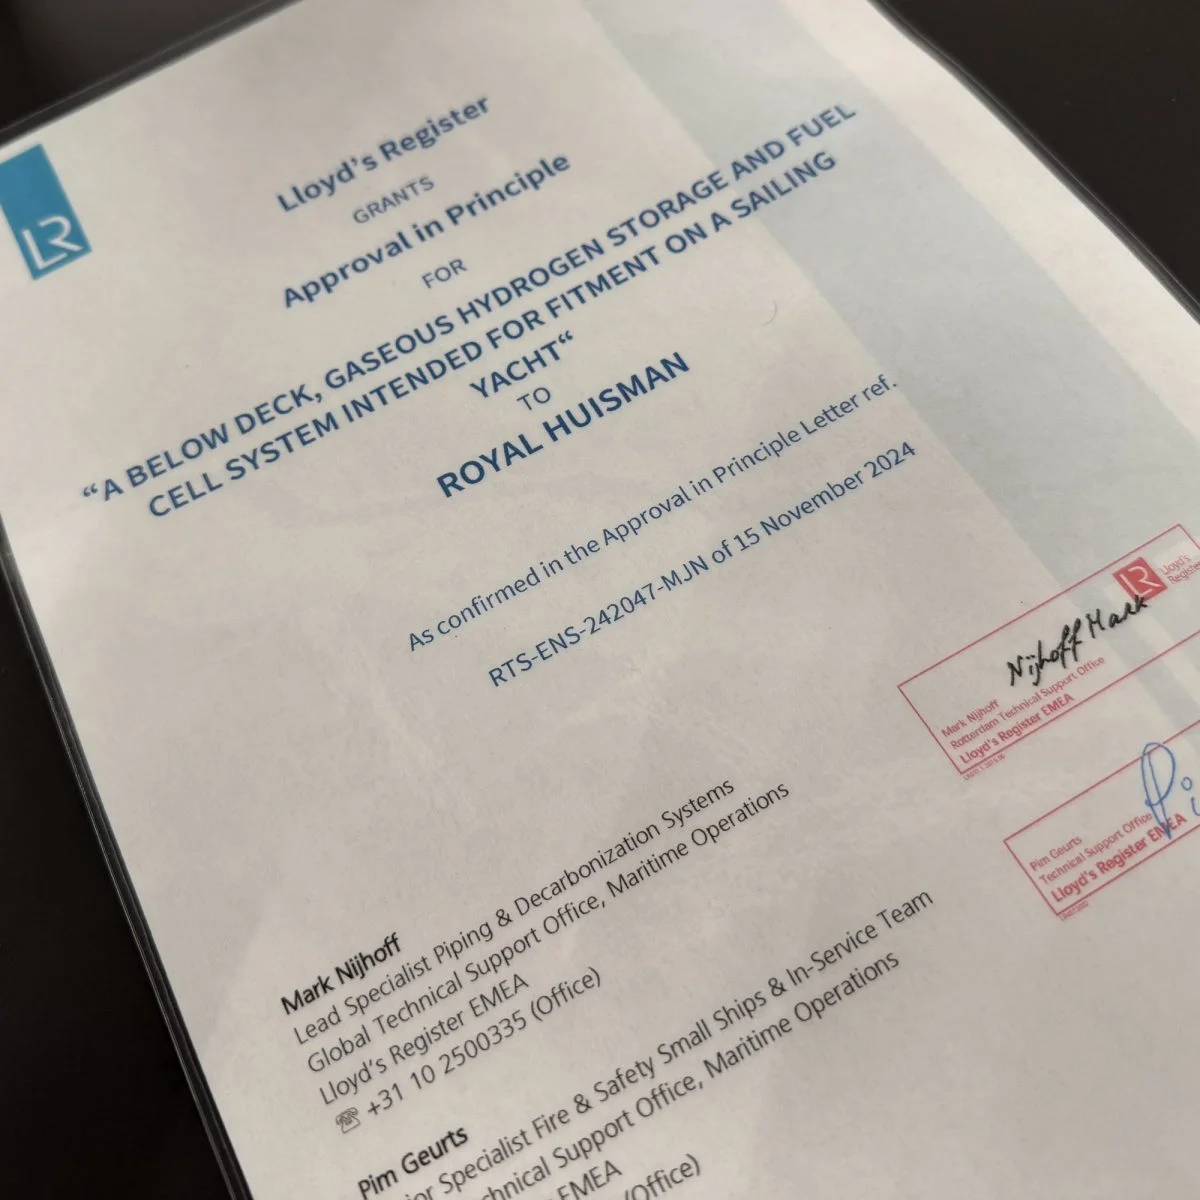 LR
Lloyd's Register
GRANTS
Approval in Principle
FOR
“A BELOW DECK, GASEOUS HYDROGEN STORAGE AND FUEL
CELL SYSTEM INTENDED FOR FITMENT ON A SAILING
YACHT“
TO
ROYAL HUISMAN
As confirmed in the Approval in Principle Letter ref.
RTS-ENS-242047-MJN of 15 November 2024
LR Lloyd's
Register
Nijhoff Mark
Mark Nijhoff
Rotterdam Technical Support Office
Lloyd's Register EMEA
Pim Geurts
Technical Support Office
Lloyd's Register EMEA
Mark Nijhoff
Lead Specialist Piping & Decarbonization Systems
Global Technical Support Office, Maritime Operations
Lloyd's Register EMEA
☏ +31 10 2500335 (Office)
Pim Geurts
Specialist Fire & Safety Small Ships & In-Service Team
Support Office, Maritime Operations
EMEA
(Office)